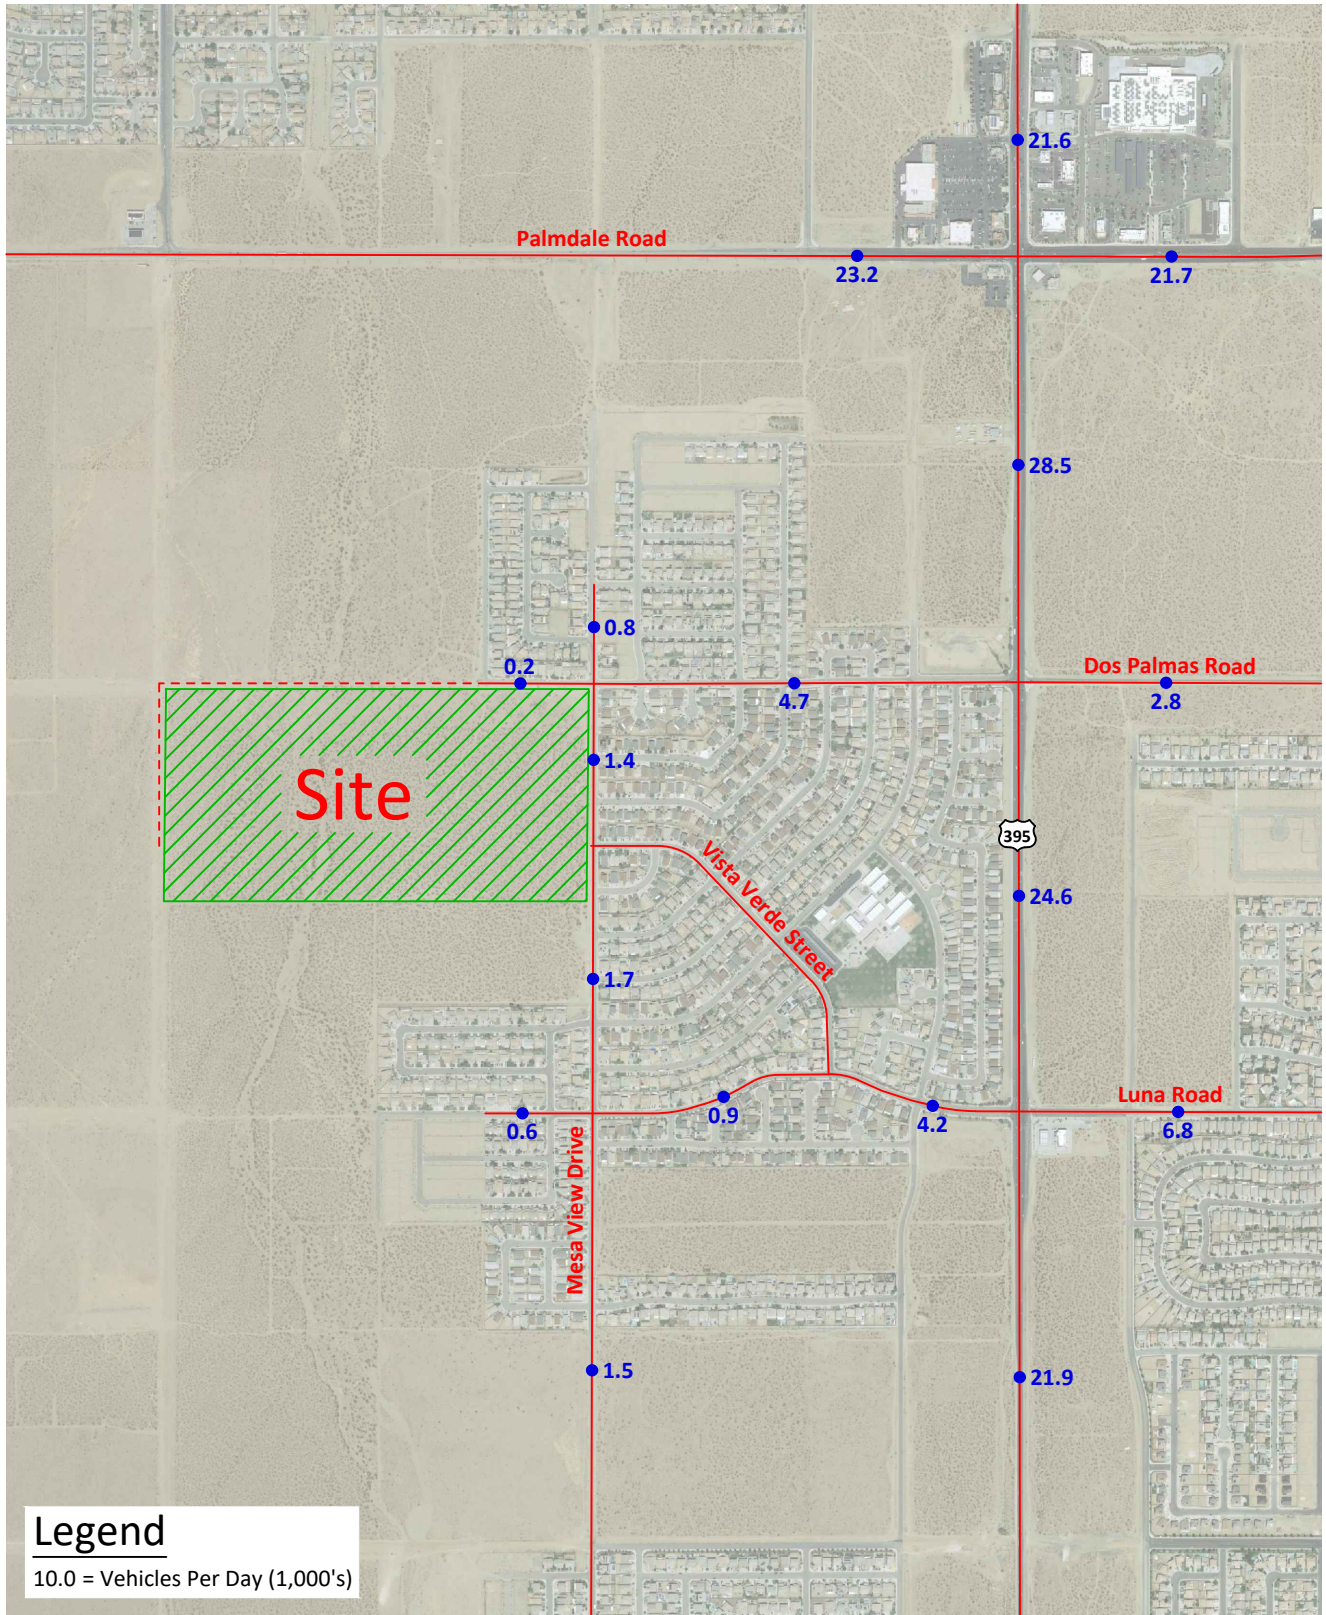 21.6
Palmdale Road
23.2
21.7
28.5
0.8
0.2
Dos Palmas Road
4.7
2.8
1.4
Site
395
Vista Verde Street
24.6
1.7
Luna Road
0.6
0.9
4.2
6.8
Mesa View Drive
1.5
21.9
Legend
10.0 = Vehicles Per Day (1,000's)